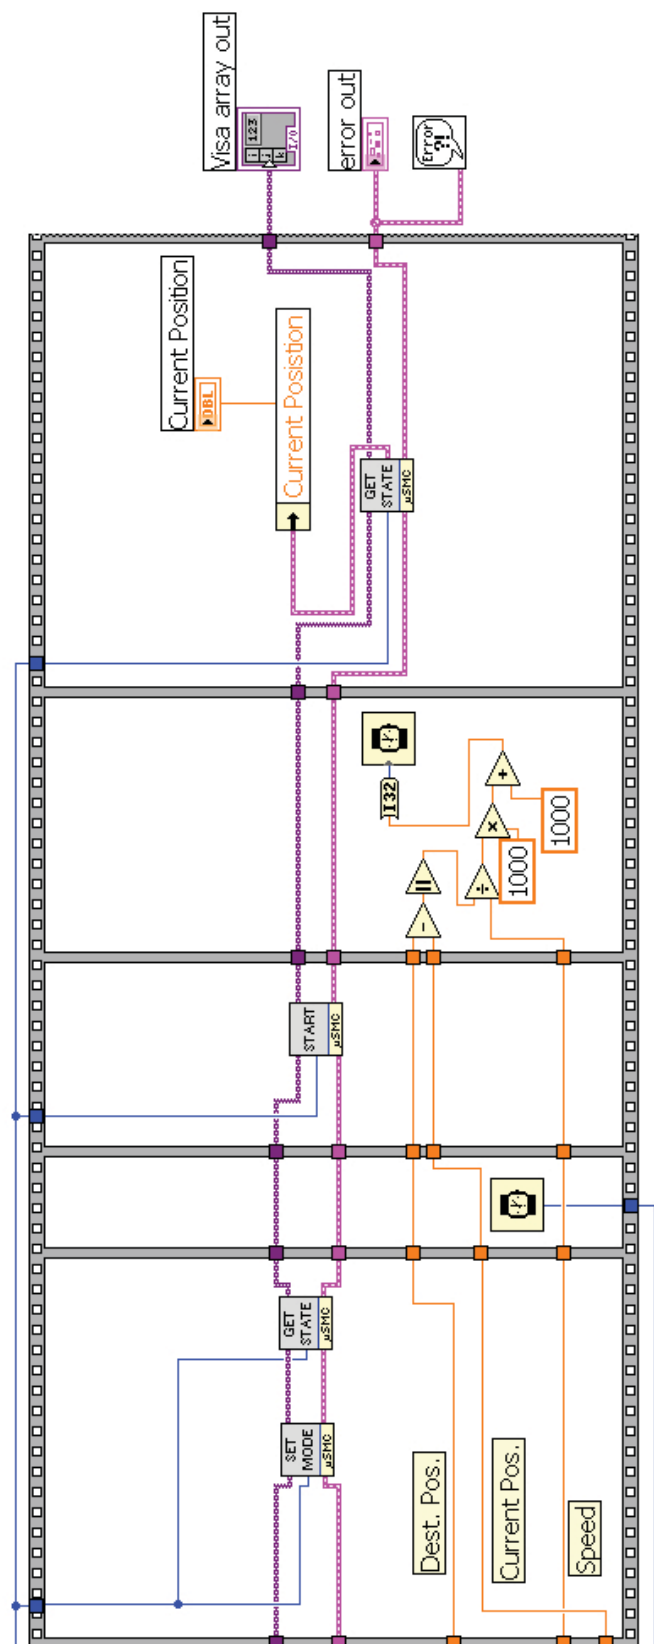 SET
MODE
µSMC
GET
STATE
µSMC
Dest. Pos.
Current Pos.
Speed
START
µSMC
I32
1000
1000
Current Position
DBL
Current Posistion
GET
STATE
µSMC
Visa array out
123
I/O
error out
Error
?!